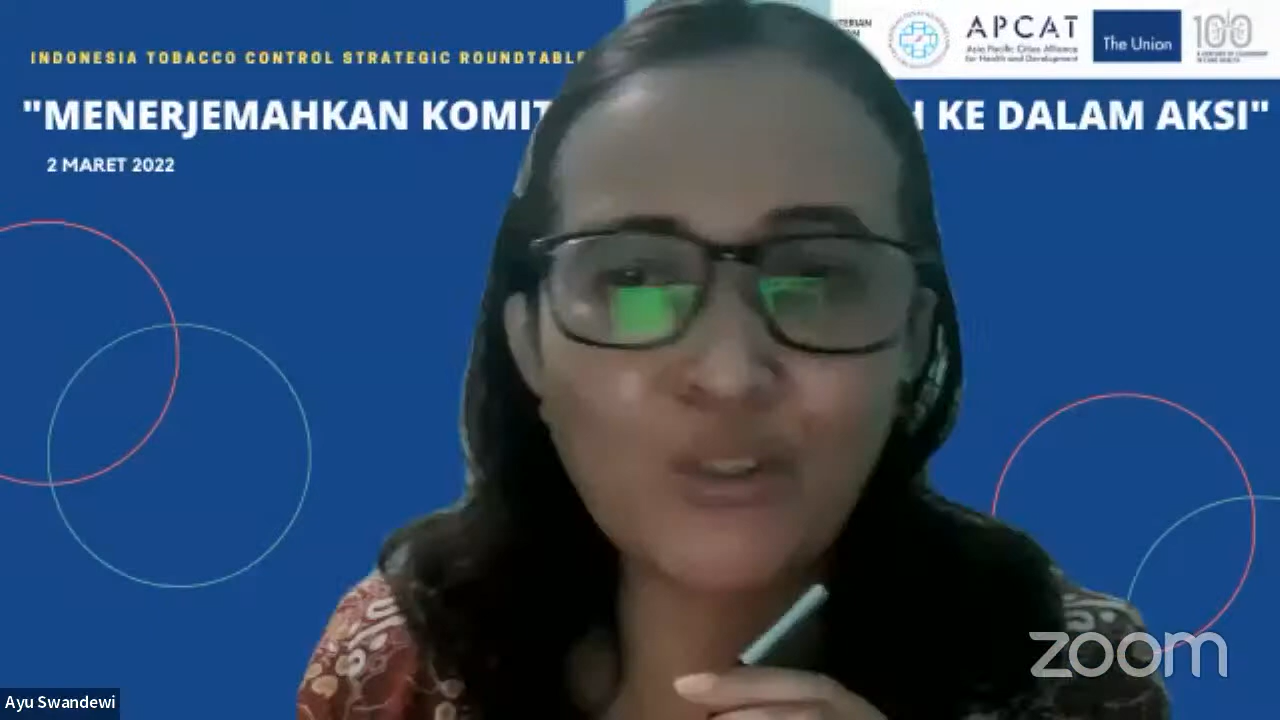 APCAT
Asia Pacific Cities Alliance
for Health and Development
The Union
100
INDONESIA TOBACCO CONTROL STRATEGIC ROUNDTABLE
"MENERJEMAHKAN KE DALAM AKSI"
2 MARET 2022
zoom
Ayu Swandewi